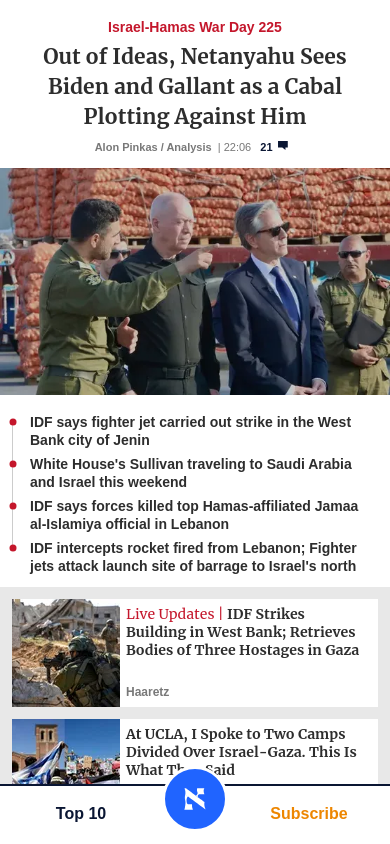 Israel-Hamas War Day 225
Out of Ideas, Netanyahu Sees
Biden and Gallant as a Cabal
Plotting Against Him
Alon Pinkas / Analysis | 22:06 21
IDF says fighter jet carried out strike in the West
Bank city of Jenin
White House's Sullivan traveling to Saudi Arabia
and Israel this weekend
IDF says forces killed top Hamas-affiliated Jamaa
al-Islamiya official in Lebanon
IDF intercepts rocket fired from Lebanon; Fighter
jets attack launch site of barrage to Israel's north
Live Updates | IDF Strikes
Building in West Bank; Retrieves
Bodies of Three Hostages in Gaza
Haaretz
At UCLA, I Spoke to Two Camps
Divided Over Israel-Gaza. This Is
What Said
Top 10
Subscribe